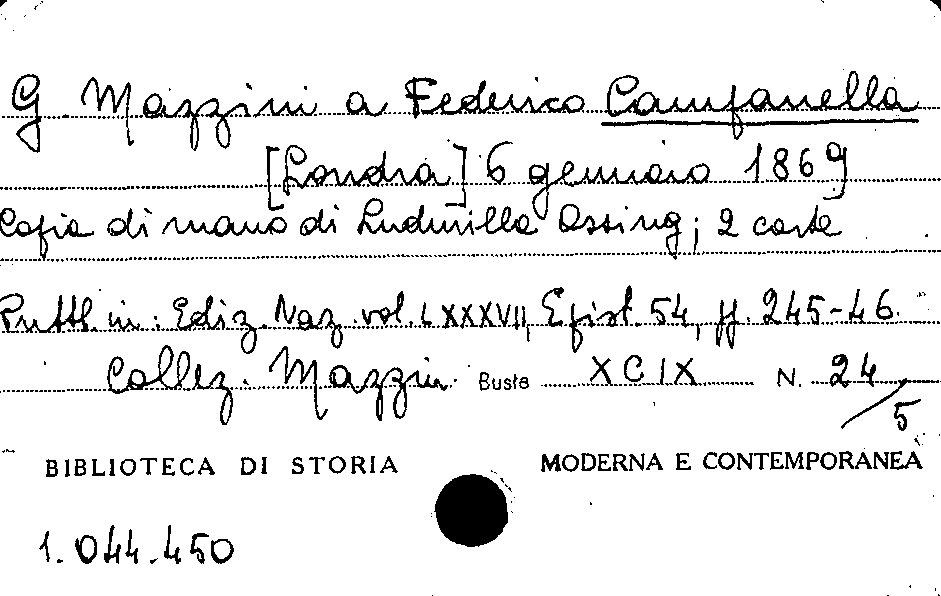 G. Mazzini a Federico Campanella
[Londra] 6 gennaio 1869
Copia di mano di Ludmilla Assing; 2 carte
Pubbl. in: Ediz. Naz. vol. LXXXVII, Epist. 54, pp. 245-46.
Collez. Mazzini Busta XCIX N. 24/5
BIBLIOTECA DI STORIA MODERNA E CONTEMPORANEA
1.044.450